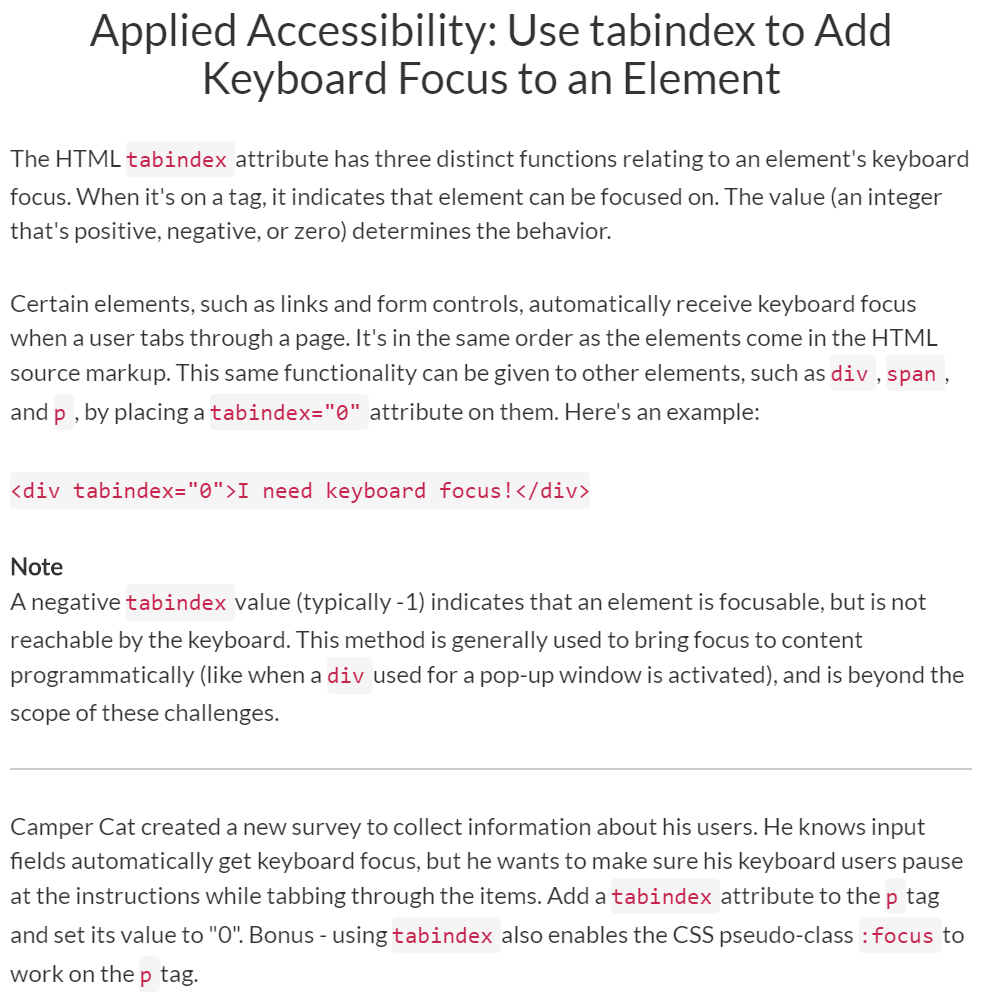 Applied Accessibility: Use tabindex to Add
Keyboard Focus to an Element
The HTML tabindex attribute has three distinct functions relating to an element's keyboard
focus. When it's on a tag, it indicates that element can be focused on. The value (an integer
that's positive, negative, or zero) determines the behavior.
Certain elements, such as links and form controls, automatically receive keyboard focus
when a user tabs through a page. It's in the same order as the elements come in the HTML
source markup. This same functionality can be given to other elements, such as div , span ,
and p , by placing a tabindex="0" attribute on them. Here's an example:
<div tabindex="0">I need keyboard focus!</div>
Note
A negative tabindex value (typically -1) indicates that an element is focusable, but is not
reachable by the keyboard. This method is generally used to bring focus to content
programmatically (like when a div used for a pop-up window is activated), and is beyond the
scope of these challenges.
Camper Cat created a new survey to collect information about his users. He knows input
fields automatically get keyboard focus, but he wants to make sure his keyboard users pause
at the instructions while tabbing through the items. Add a tabindex attribute to the p tag
and set its value to "0". Bonus - using tabindex also enables the CSS pseudo-class :focus to
work on the p tag.